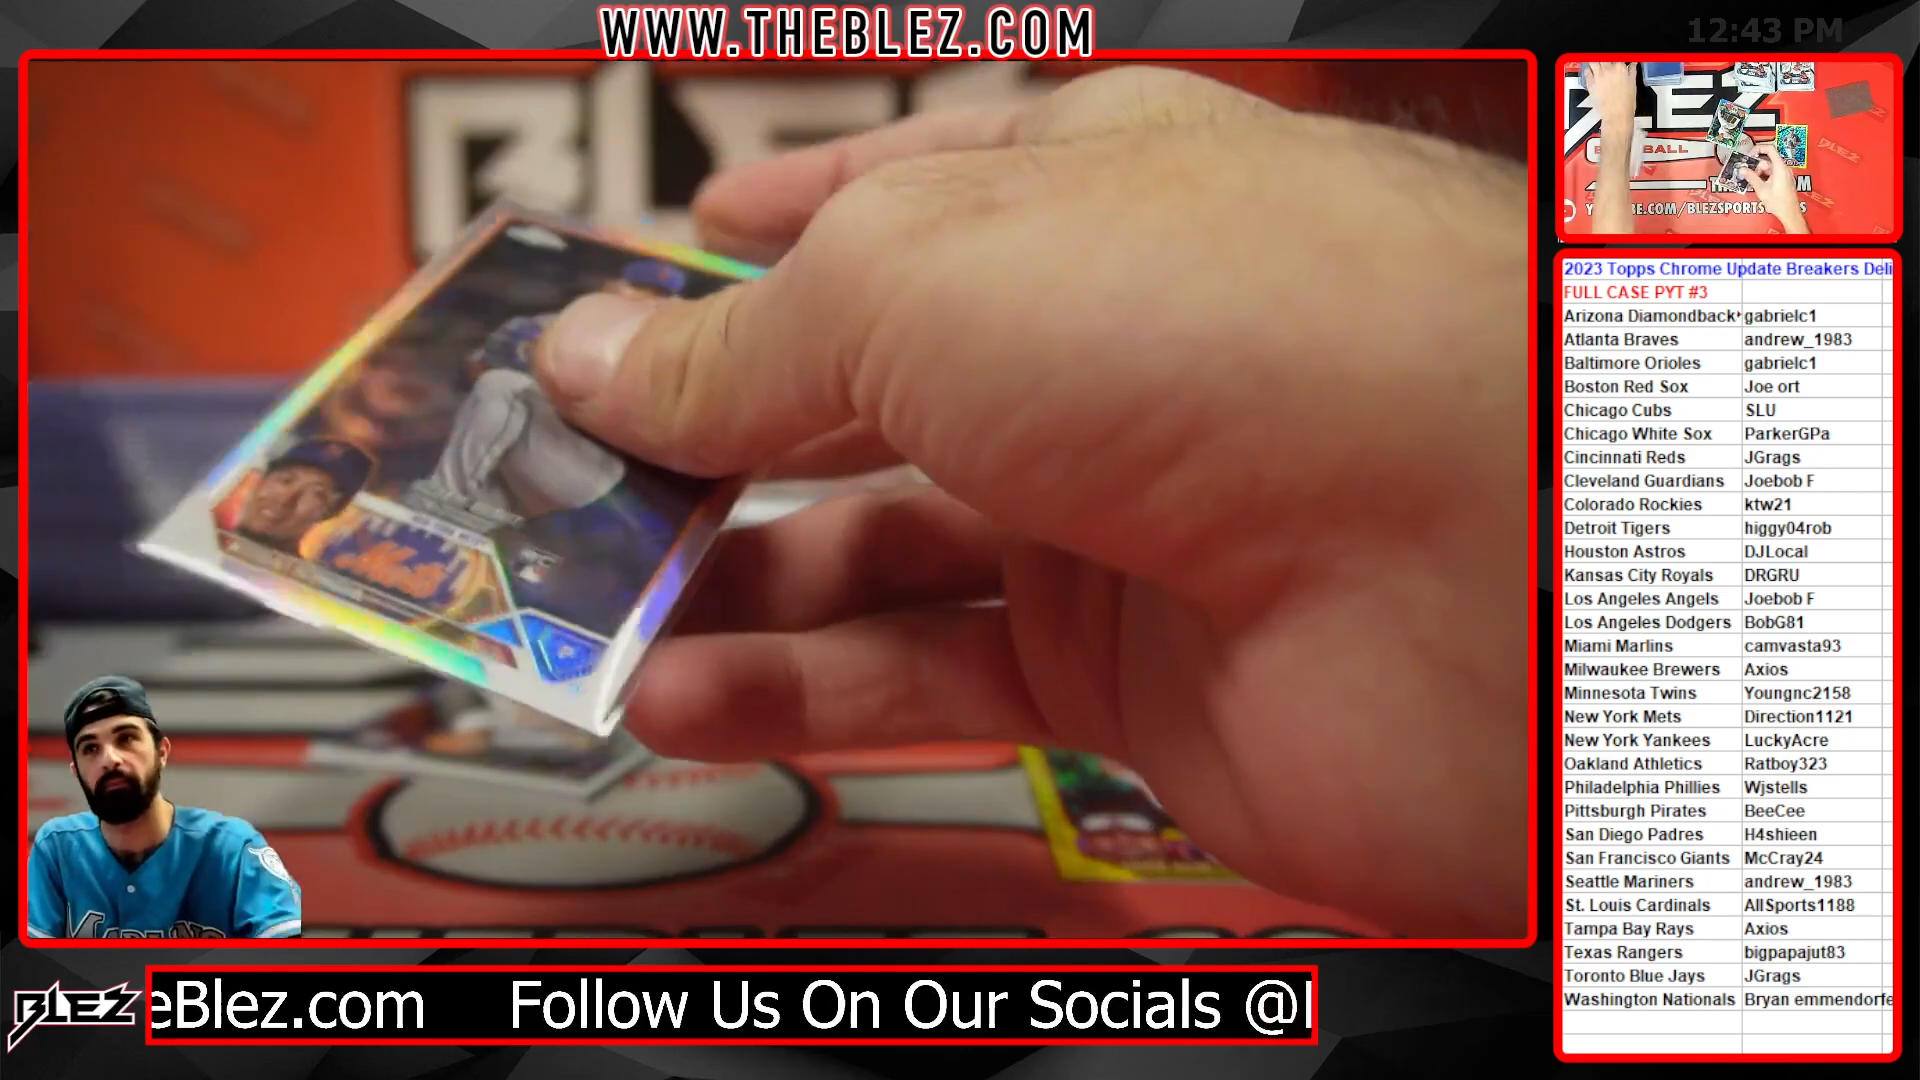 WWW.THEBLEZ.COM
12:43 PM
BLEZ
BALL
BLEZ
BE.COM/BLEZSPORTS
Mets
2023 Topps Chrome Update Breakers Deli
FULL CASE PYT #3
Arizona Diamondback gabrielc1
Atlanta Braves andrew_1983
Baltimore Orioles gabrielc1
Boston Red Sox Joe ort
Chicago Cubs SLU
Chicago White Sox ParkerGPa
Cincinnati Reds JGrags
Cleveland Guardians Joebob F
Colorado Rockies ktw21
Detroit Tigers higgy04rob
Houston Astros DJLocal
Kansas City Royals DRGRU
Los Angeles Angels Joebob F
Los Angeles Dodgers BobG81
Miami Marlins camvasta93
Milwaukee Brewers Axios
Minnesota Twins Youngnc2158
New York Mets Direction1121
New York Yankees LuckyAcre
Oakland Athletics Ratboy323
Philadelphia Phillies Wjstells
Pittsburgh Pirates BeeCee
San Diego Padres H4shieen
San Francisco Giants McCray24
Seattle Mariners andrew_1983
St. Louis Cardinals AllSports1188
Tampa Bay Rays Axios
Texas Rangers bigpapajut83
Toronto Blue Jays JGrags
Washington Nationals Bryan emmendorfe
BLEZ
eBlez.com Follow Us On Our Socials @